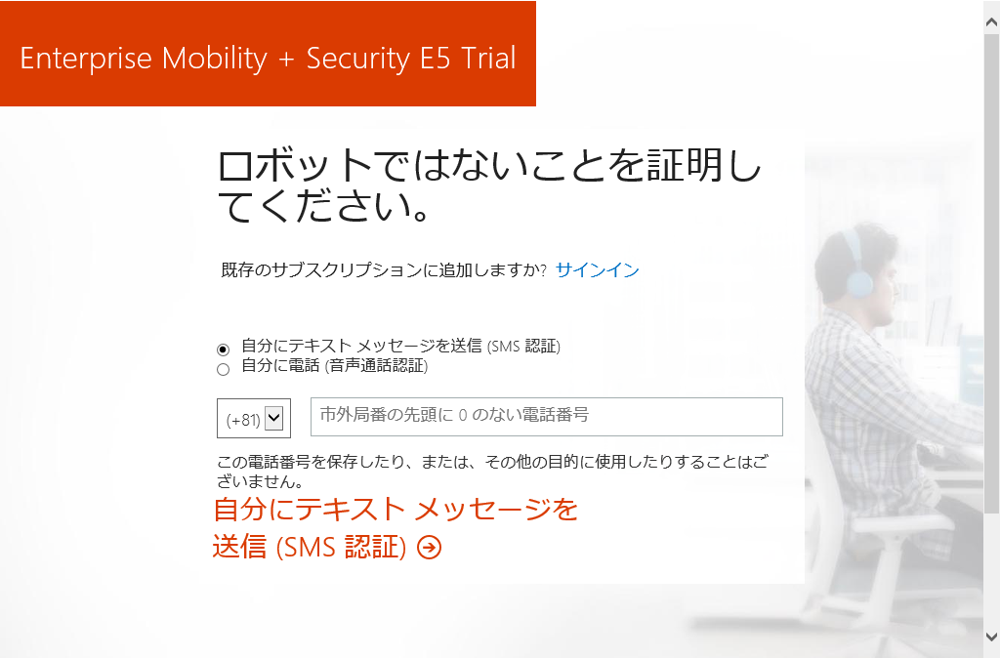 Enterprise Mobility + Security E5 Trial
ロボットではないことを証明し
てください。
既存のサブスクリプションに追加しますか? サインイン
自分にテキスト メッセージを送信 (SMS 認証)
自分に電話 (音声通話認証)
(+81)
市外局番の先頭に 0 のない電話番号
この電話番号を保存したり、または、その他の目的に使用したりすることはご
ざいません。
自分にテキスト メッセージを
送信 (SMS 認証)